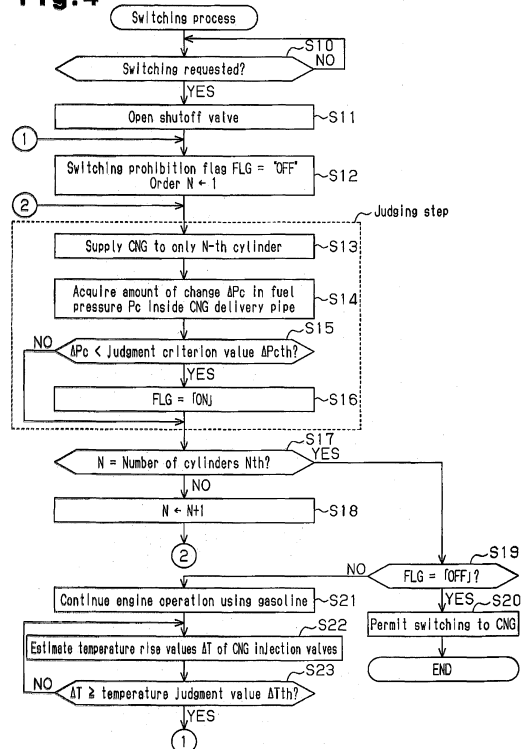 Fig.4
Switching process
S10
Switching requested?
NO
YES
Open shutoff valve
S11
1
Switching prohibition flag FLG = "OFF"
Order N ← 1
S12
2
Judging step
Supply CNG to only N-th cylinder
S13
Acquire amount of change ΔPc in fuel
pressure Pc inside CNG delivery pipe
S14
S15
NO
ΔPc < Judgment criterion value ΔPcth?
YES
FLG = 「ON」
S16
S17
N = Number of cylinders Nth?
YES
NO
N ← N+1
S18
2
S19
NO
FLG = 「OFF」?
YES
S20
Continue engine operation using gasoline
S21
Permit switching to CNG
S22
Estimate temperature rise values ΔT of CNG injection valves
END
S23
NO
ΔT ≥ temperature Judgment value ΔTth?
YES
1